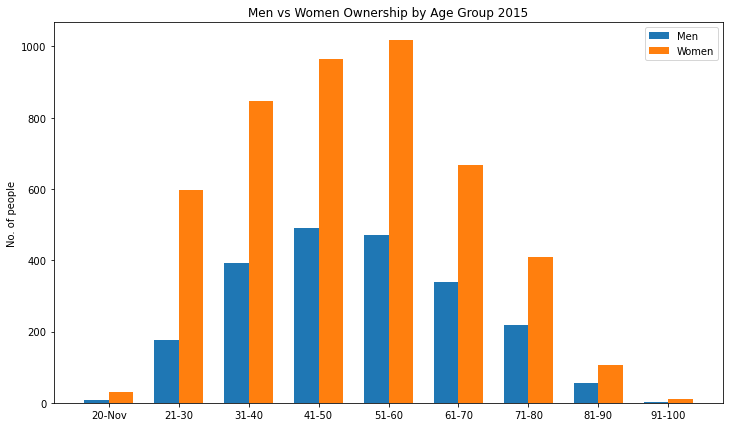 Men vs Women Ownership by Age Group 2015
Men
Women
No. of people
1000
800
600
400
200
0
20-Nov 21-30 31-40 41-50 51-60 61-70 71-80 81-90 91-100